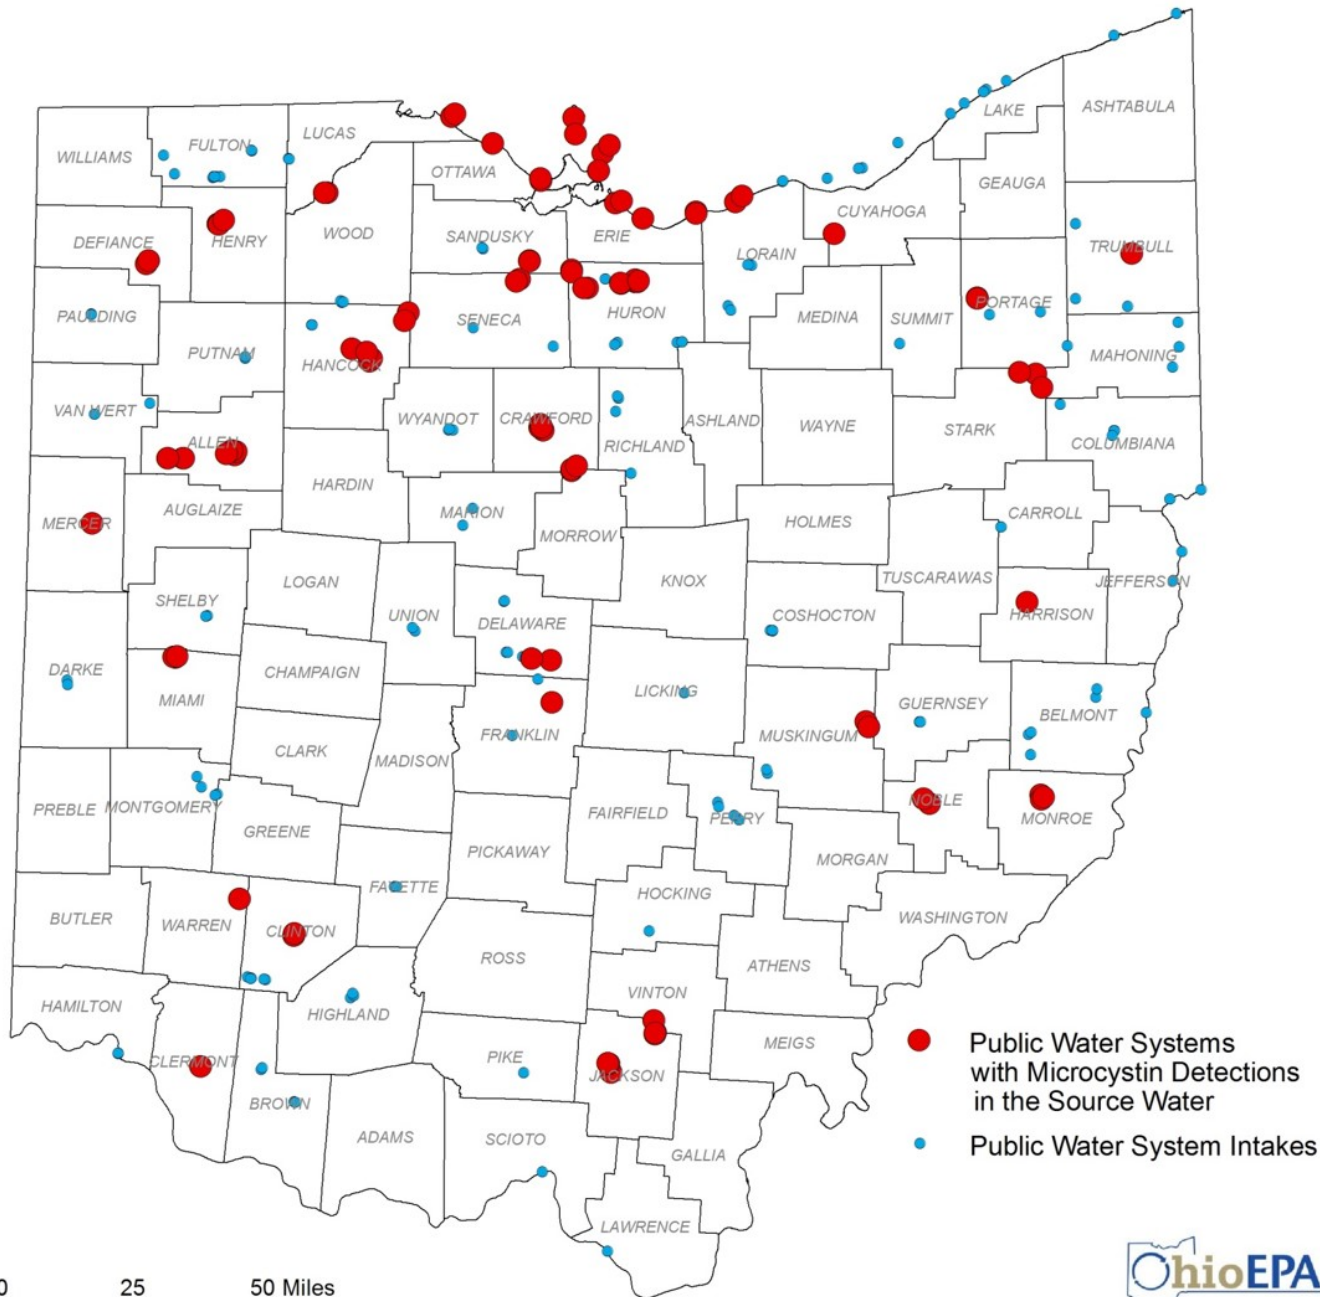 LAKE
ASHTABULA
LUCAS
FULTON
WILLIAMS
OTTAWA
GEAUGA
CUYAHOGA
WOOD
SANDUSKY
ERIE
DEFIANCE
HENRY
TRUMBULL
LORAIN
PORTAGE
PAULDING
SENECA
HURON
MEDINA
SUMMIT
PUTNAM
MAHONING
HANCOCK
VAN WERT
WYANDOT
CRAWFORD
ASHLAND
WAYNE
STARK
ALLEN
RICHLAND
COLUMBIANA
HARDIN
MERCER
AUGLAIZE
MARION
HOLMES
CARROLL
MORROW
LOGAN
KNOX
TUSCARAWAS
JEFFERSON
SHELBY
UNION
DELAWARE
COSHOCTON
HARRISON
DARKE
CHAMPAIGN
LICKING
MIAMI
GUERNSEY
BELMONT
FRANKLIN
MUSKINGUM
CLARK
MADISON
PREBLE
MONTGOMERY
NOBLE
FAIRFIELD
PERRY
MONROE
GREENE
PICKAWAY
MORGAN
FAYETTE
HOCKING
BUTLER
WARREN
CLINTON
WASHINGTON
ROSS
ATHENS
VINTON
HAMILTON
HIGHLAND
MEIGS
CLERMONT
PIKE
JACKSON
BROWN
ADAMS
SCIOTO
GALLIA
LAWRENCE
Public Water Systems
with Microcystin Detections
in the Source Water
Public Water System Intakes
0 25 50 Miles
OhioEPA